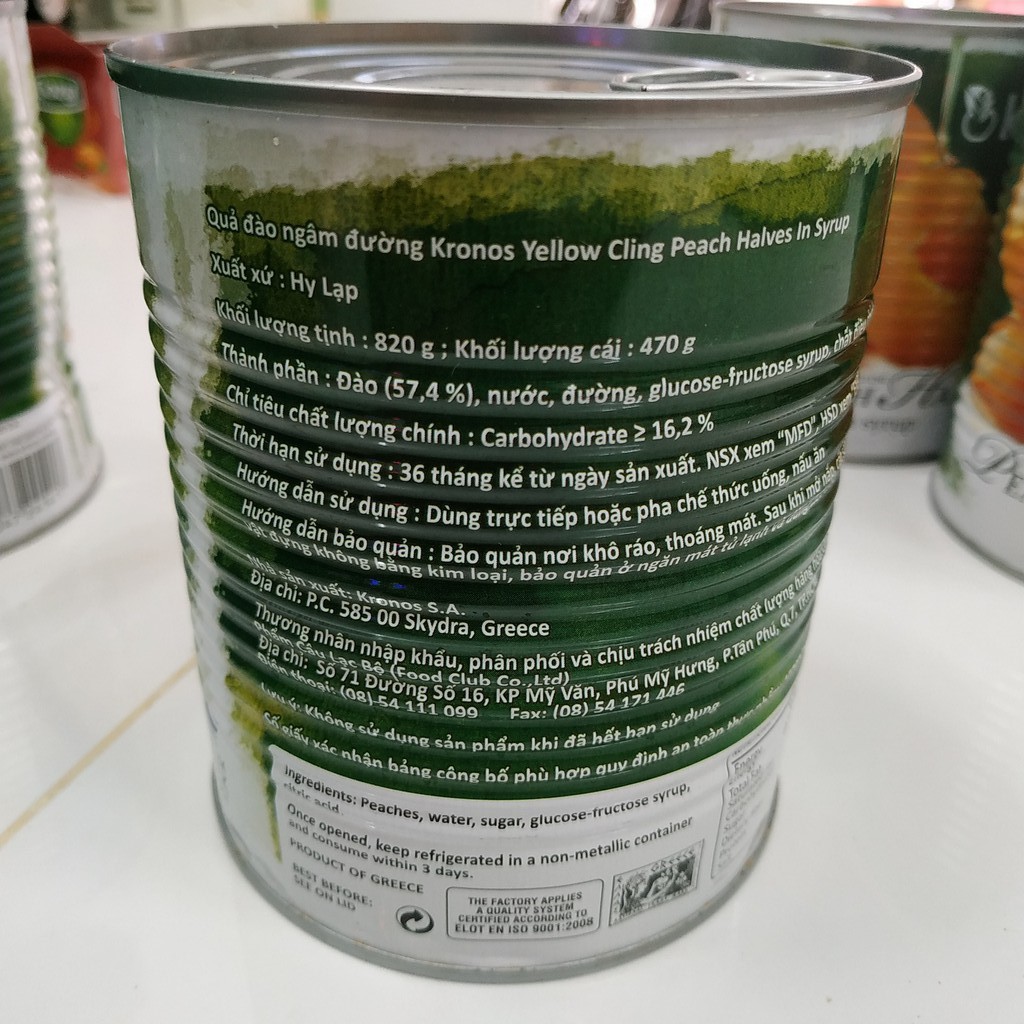 Quả đào ngâm đường Kronos Yellow Cling Peach Halves In Syrup
Xuất xứ : Hy Lạp
Khối lượng tịnh : 820 g ; Khối lượng cái : 470 g
Thành phần : Đào (57,4 %), nước, đường, glucose-fructose syrup, chất
Chỉ tiêu chất lượng chính : Carbohydrate ≥ 16,2 %
Thời hạn sử dụng : 36 tháng kể từ ngày sản xuất. NSX xem "MFD", HSD xem
Hướng dẫn sử dụng : Dùng trực tiếp hoặc pha chế thức uống, nấu ăn
Hướng dẫn bảo quản : Bảo quản nơi khô ráo, thoáng mát. Sau khi mở
vật đựng không bằng kim loại, bảo quản ở ngăn mát tủ lạnh
Nhà sản xuất: Kronos S.A.
Địa chỉ: P.C. 585 00 Skydra, Greece
Thương nhân nhập khẩu, phân phối và chịu trách nhiệm chất lượng hàng
phẩm Câu Lạc Bộ (Food Club Co.,Ltd)
Địa chỉ: Số 71 Đường Số 16, KP Mỹ Văn, Phú Mỹ Hưng, P.Tân Phú, Q.7,
Điện thoại: (08) 54 111 099 Fax: (08) 54 171 446
Lưu ý: Không sử dụng sản phẩm khi đã hết hạn sử dụng
Số giấy xác nhận bảng công bố phù hợp quy định an toàn thực phẩm
Ingredients: Peaches, water, sugar, glucose-fructose syrup,
citric acid.
Once opened, keep refrigerated in a non-metallic container
and consume within 3 days.
PRODUCT OF GREECE
BEST BEFORE:
SEE ON LID
THE FACTORY APPLIES
A QUALITY SYSTEM
CERTIFIED ACCORDING TO
ELOT EN ISO 9001:2008
Energy
Total fat